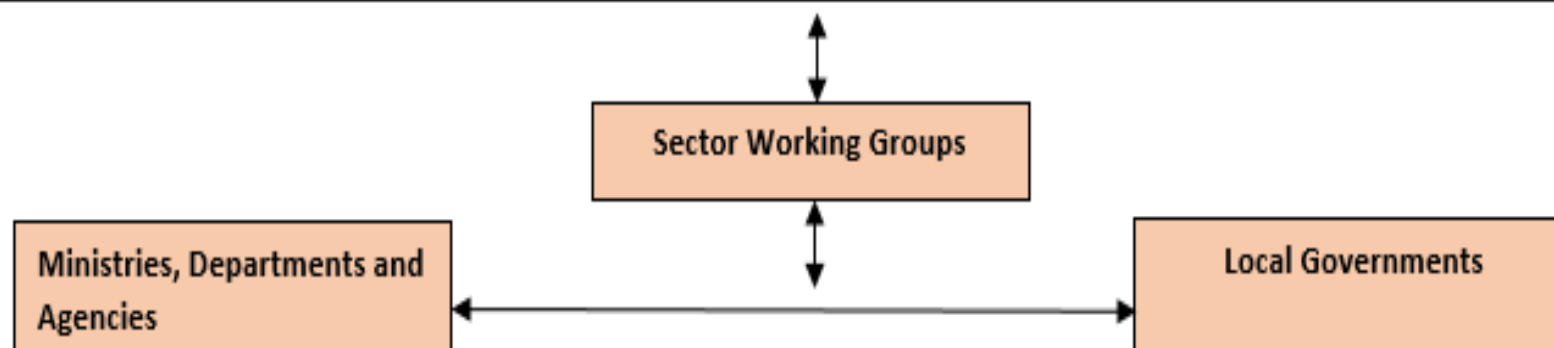 Sector Working Groups
Ministries, Departments and
Agencies
Local Governments